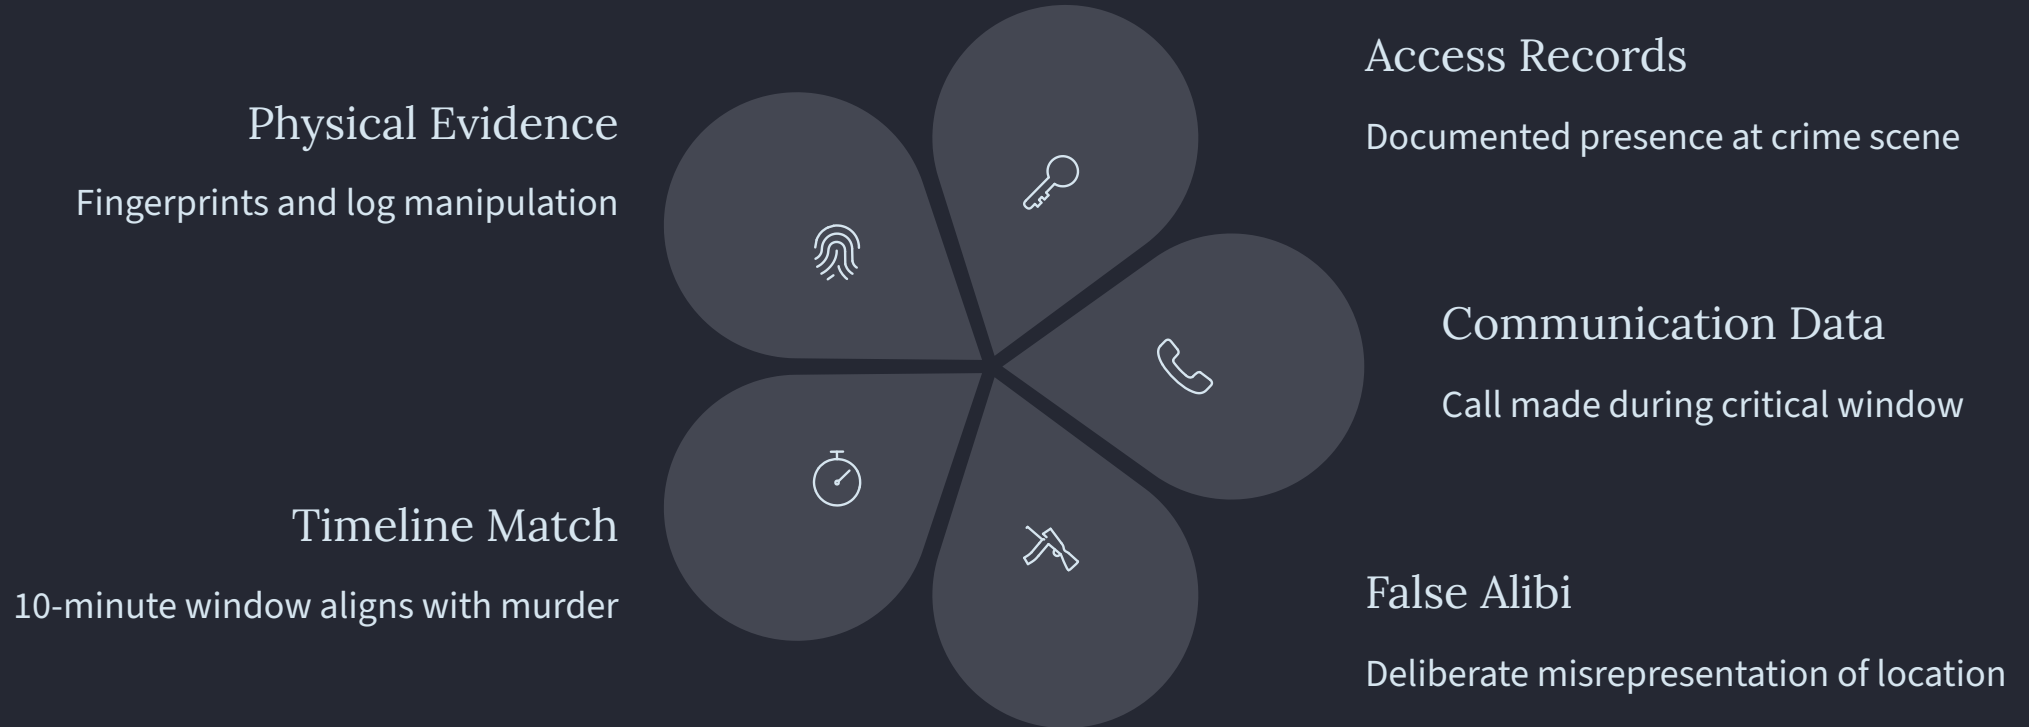 Physical Evidence
Fingerprints and log manipulation
Timeline Match
10-minute window aligns with murder
Access Records
Documented presence at crime scene
Communication Data
Call made during critical window
False Alibi
Deliberate misrepresentation of location